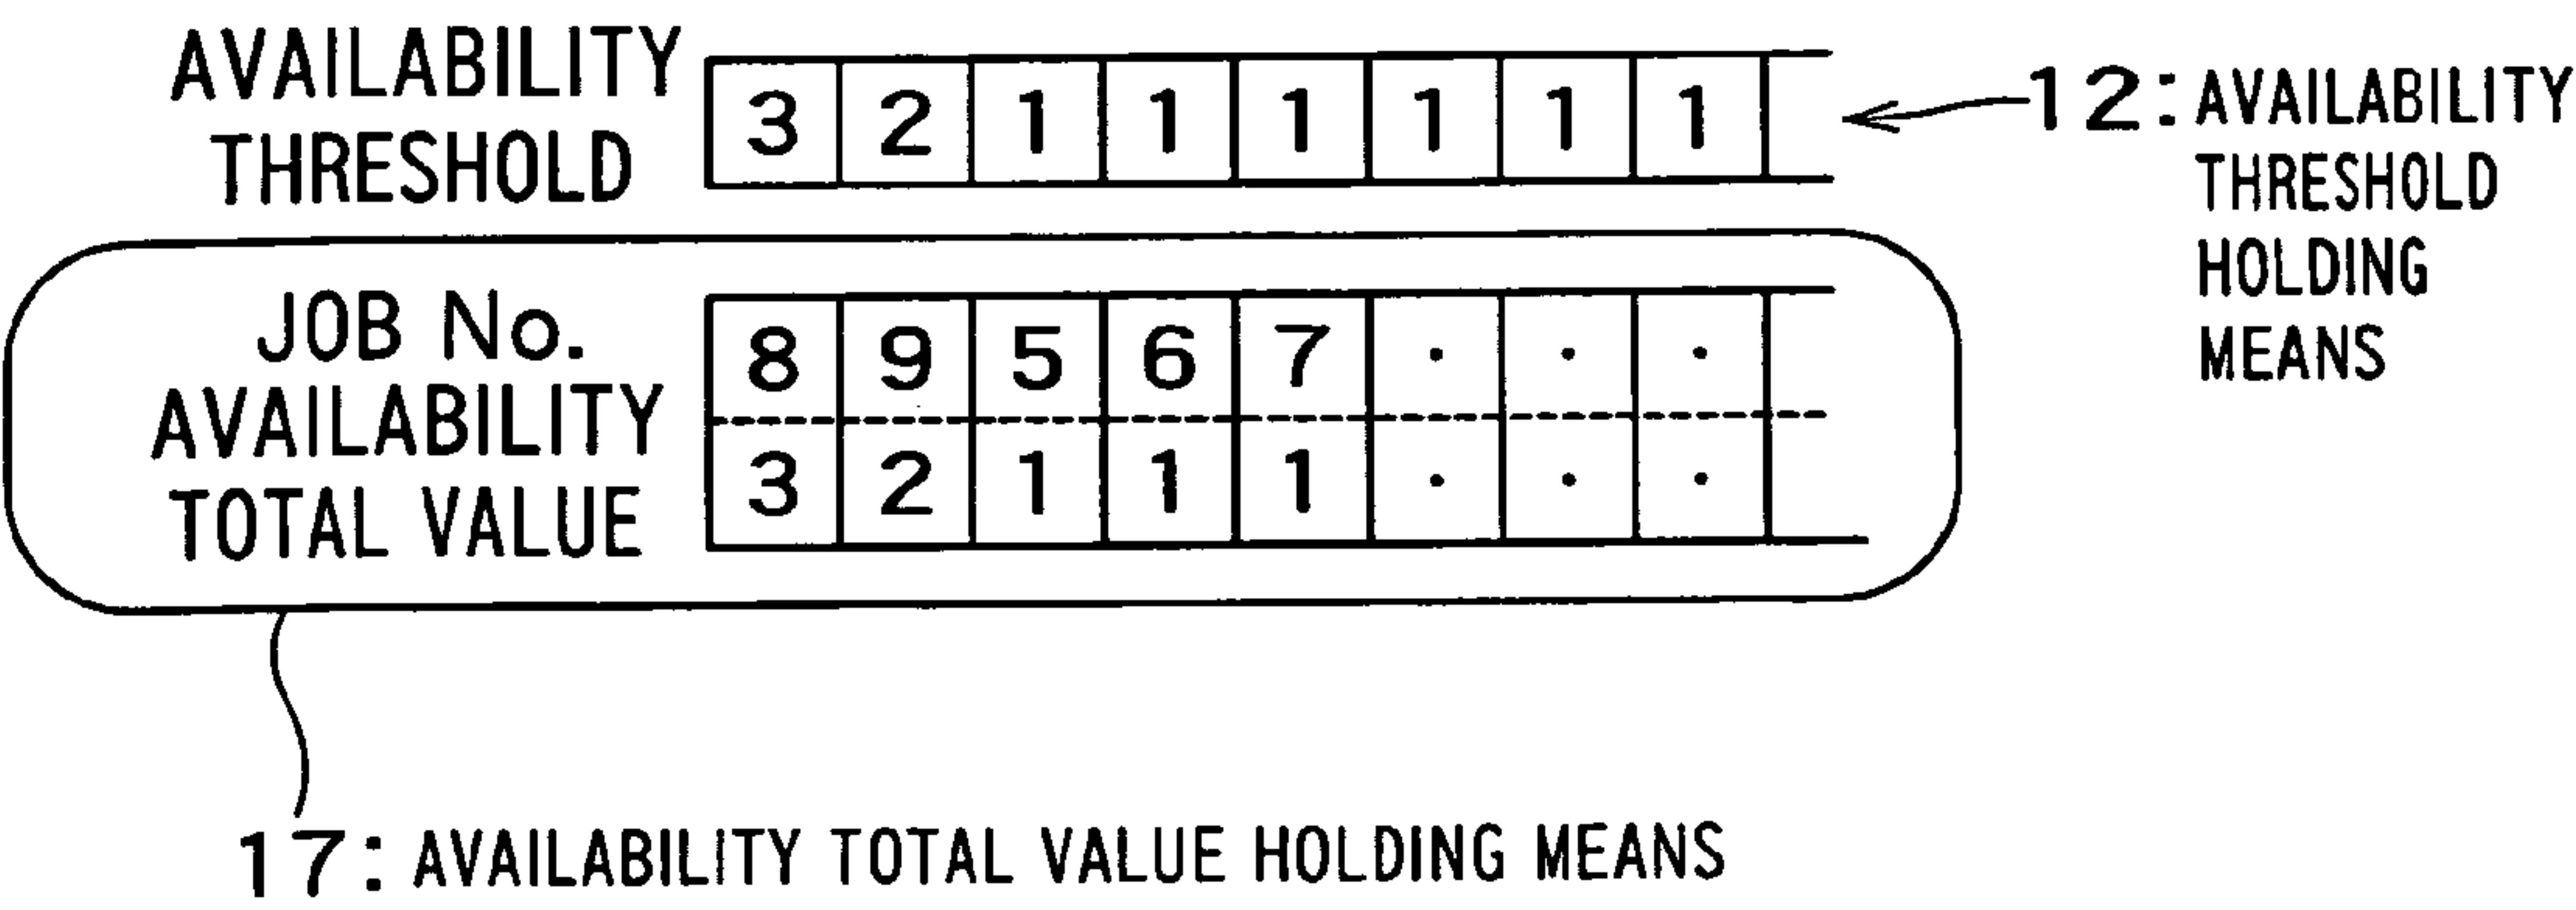 AVAILABILITY
THRESHOLD
3 2 1 1 1 1 1 1
12: AVAILABILITY
THRESHOLD
HOLDING
MEANS
JOB No. 8 9 5 6 7 . . .
AVAILABILITY
TOTAL VALUE 3 2 1 1 1 . . .
17: AVAILABILITY TOTAL VALUE HOLDING MEANS